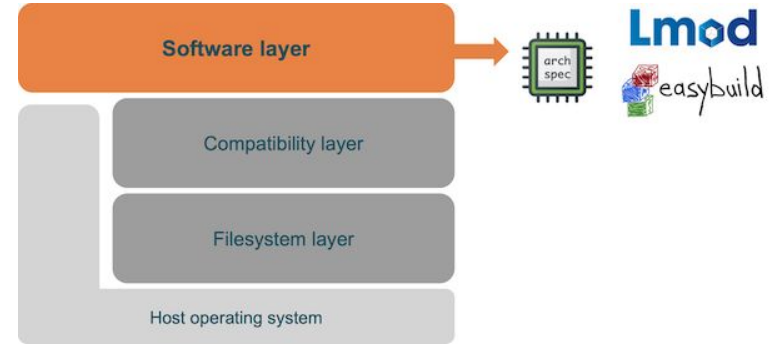 Software layer
arch
spec
Lmod
easybuild
Compatibility layer
Filesystem layer
Host operating system